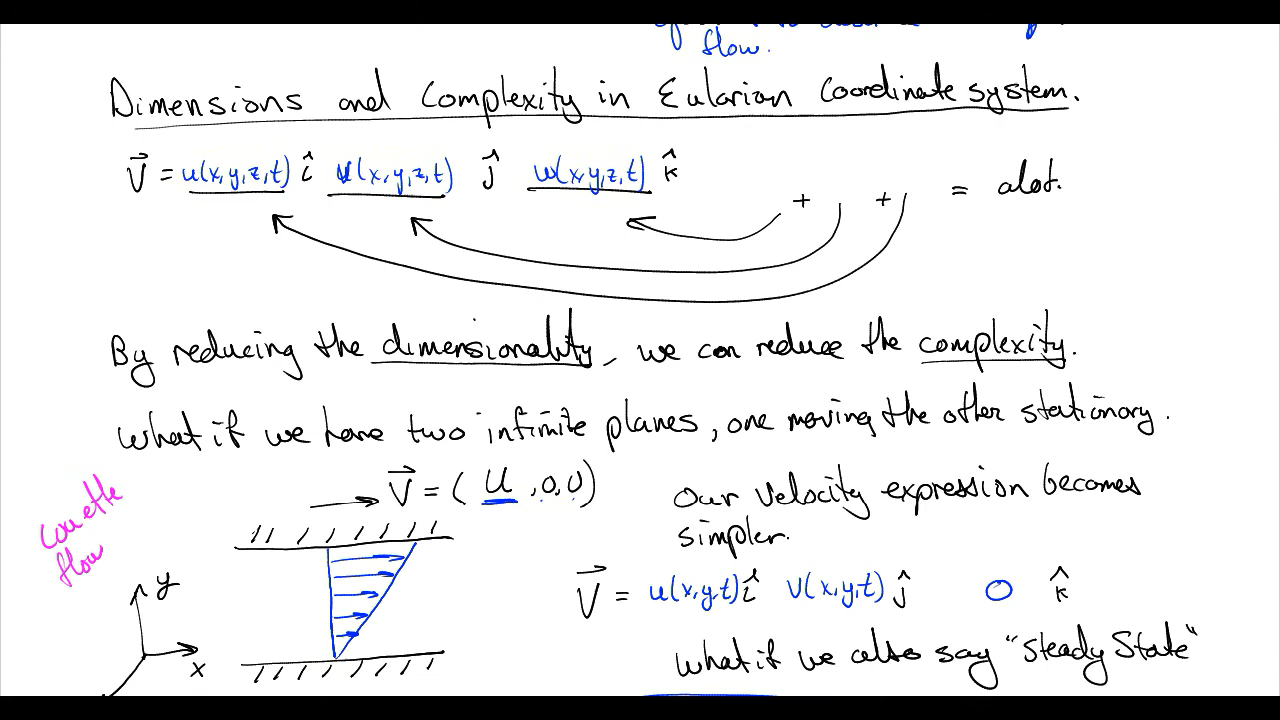 flow.
Dimensions and Complexity in Eularian Coordinate system.
V⃗ = u(x,y,z,t) î v(x,y,z,t) ĵ w(x,y,z,t) k̂
+ + = alot.
By reducing the dimensionality, we can reduce the complexity.
What if we have two infinite planes, one moving the other stationary.
V⃗ = ( U , 0, 0)
Couette
flow
y
x
Our velocity expression becomes
simpler.
V⃗ = u(x,y,t) î v(x,y,t) ĵ 0 k̂
What if we also say "Steady State"